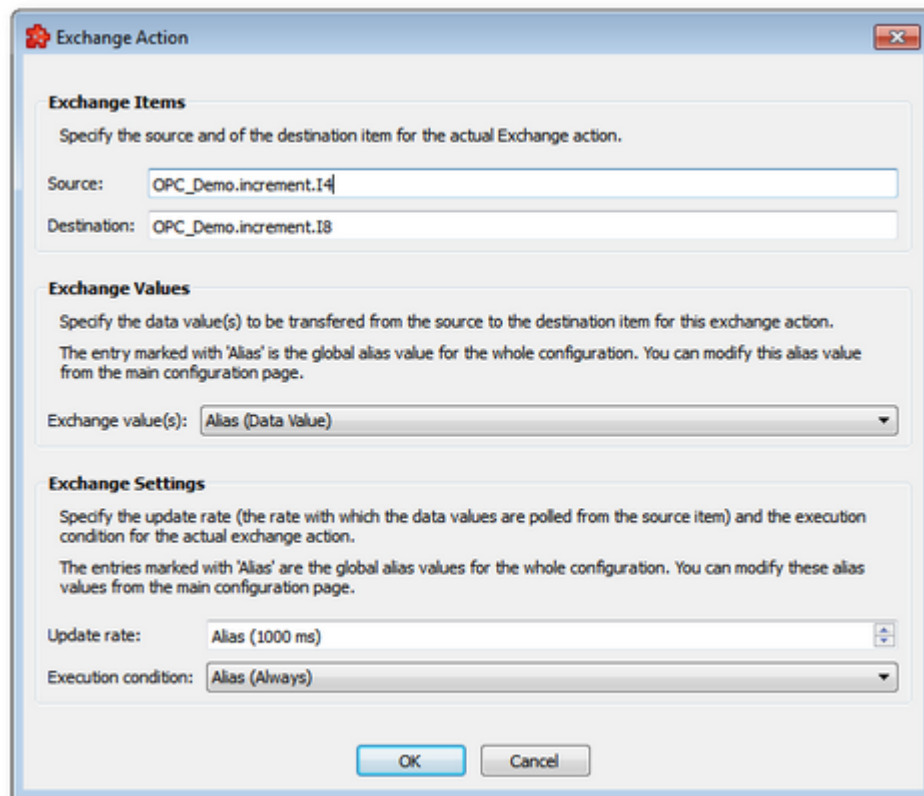 Exchange Action
Exchange Items
Specify the source and of the destination item for the actual Exchange action.
Source: OPC_Demo.increment.I4
Destination: OPC_Demo.increment.I8
Exchange Values
Specify the data value(s) to be transfered from the source to the destination item for this exchange action.
The entry marked with 'Alias' is the global alias value for the whole configuration. You can modify this alias value
from the main configuration page.
Exchange value(s): Alias (Data Value)
Exchange Settings
Specify the update rate (the rate with which the data values are polled from the source item) and the execution
condition for the actual exchange action.
The entries marked with 'Alias' are the global alias values for the whole configuration. You can modify these alias
values from the main configuration page.
Update rate: Alias (1000 ms)
Execution condition: Alias (Always)
OK Cancel